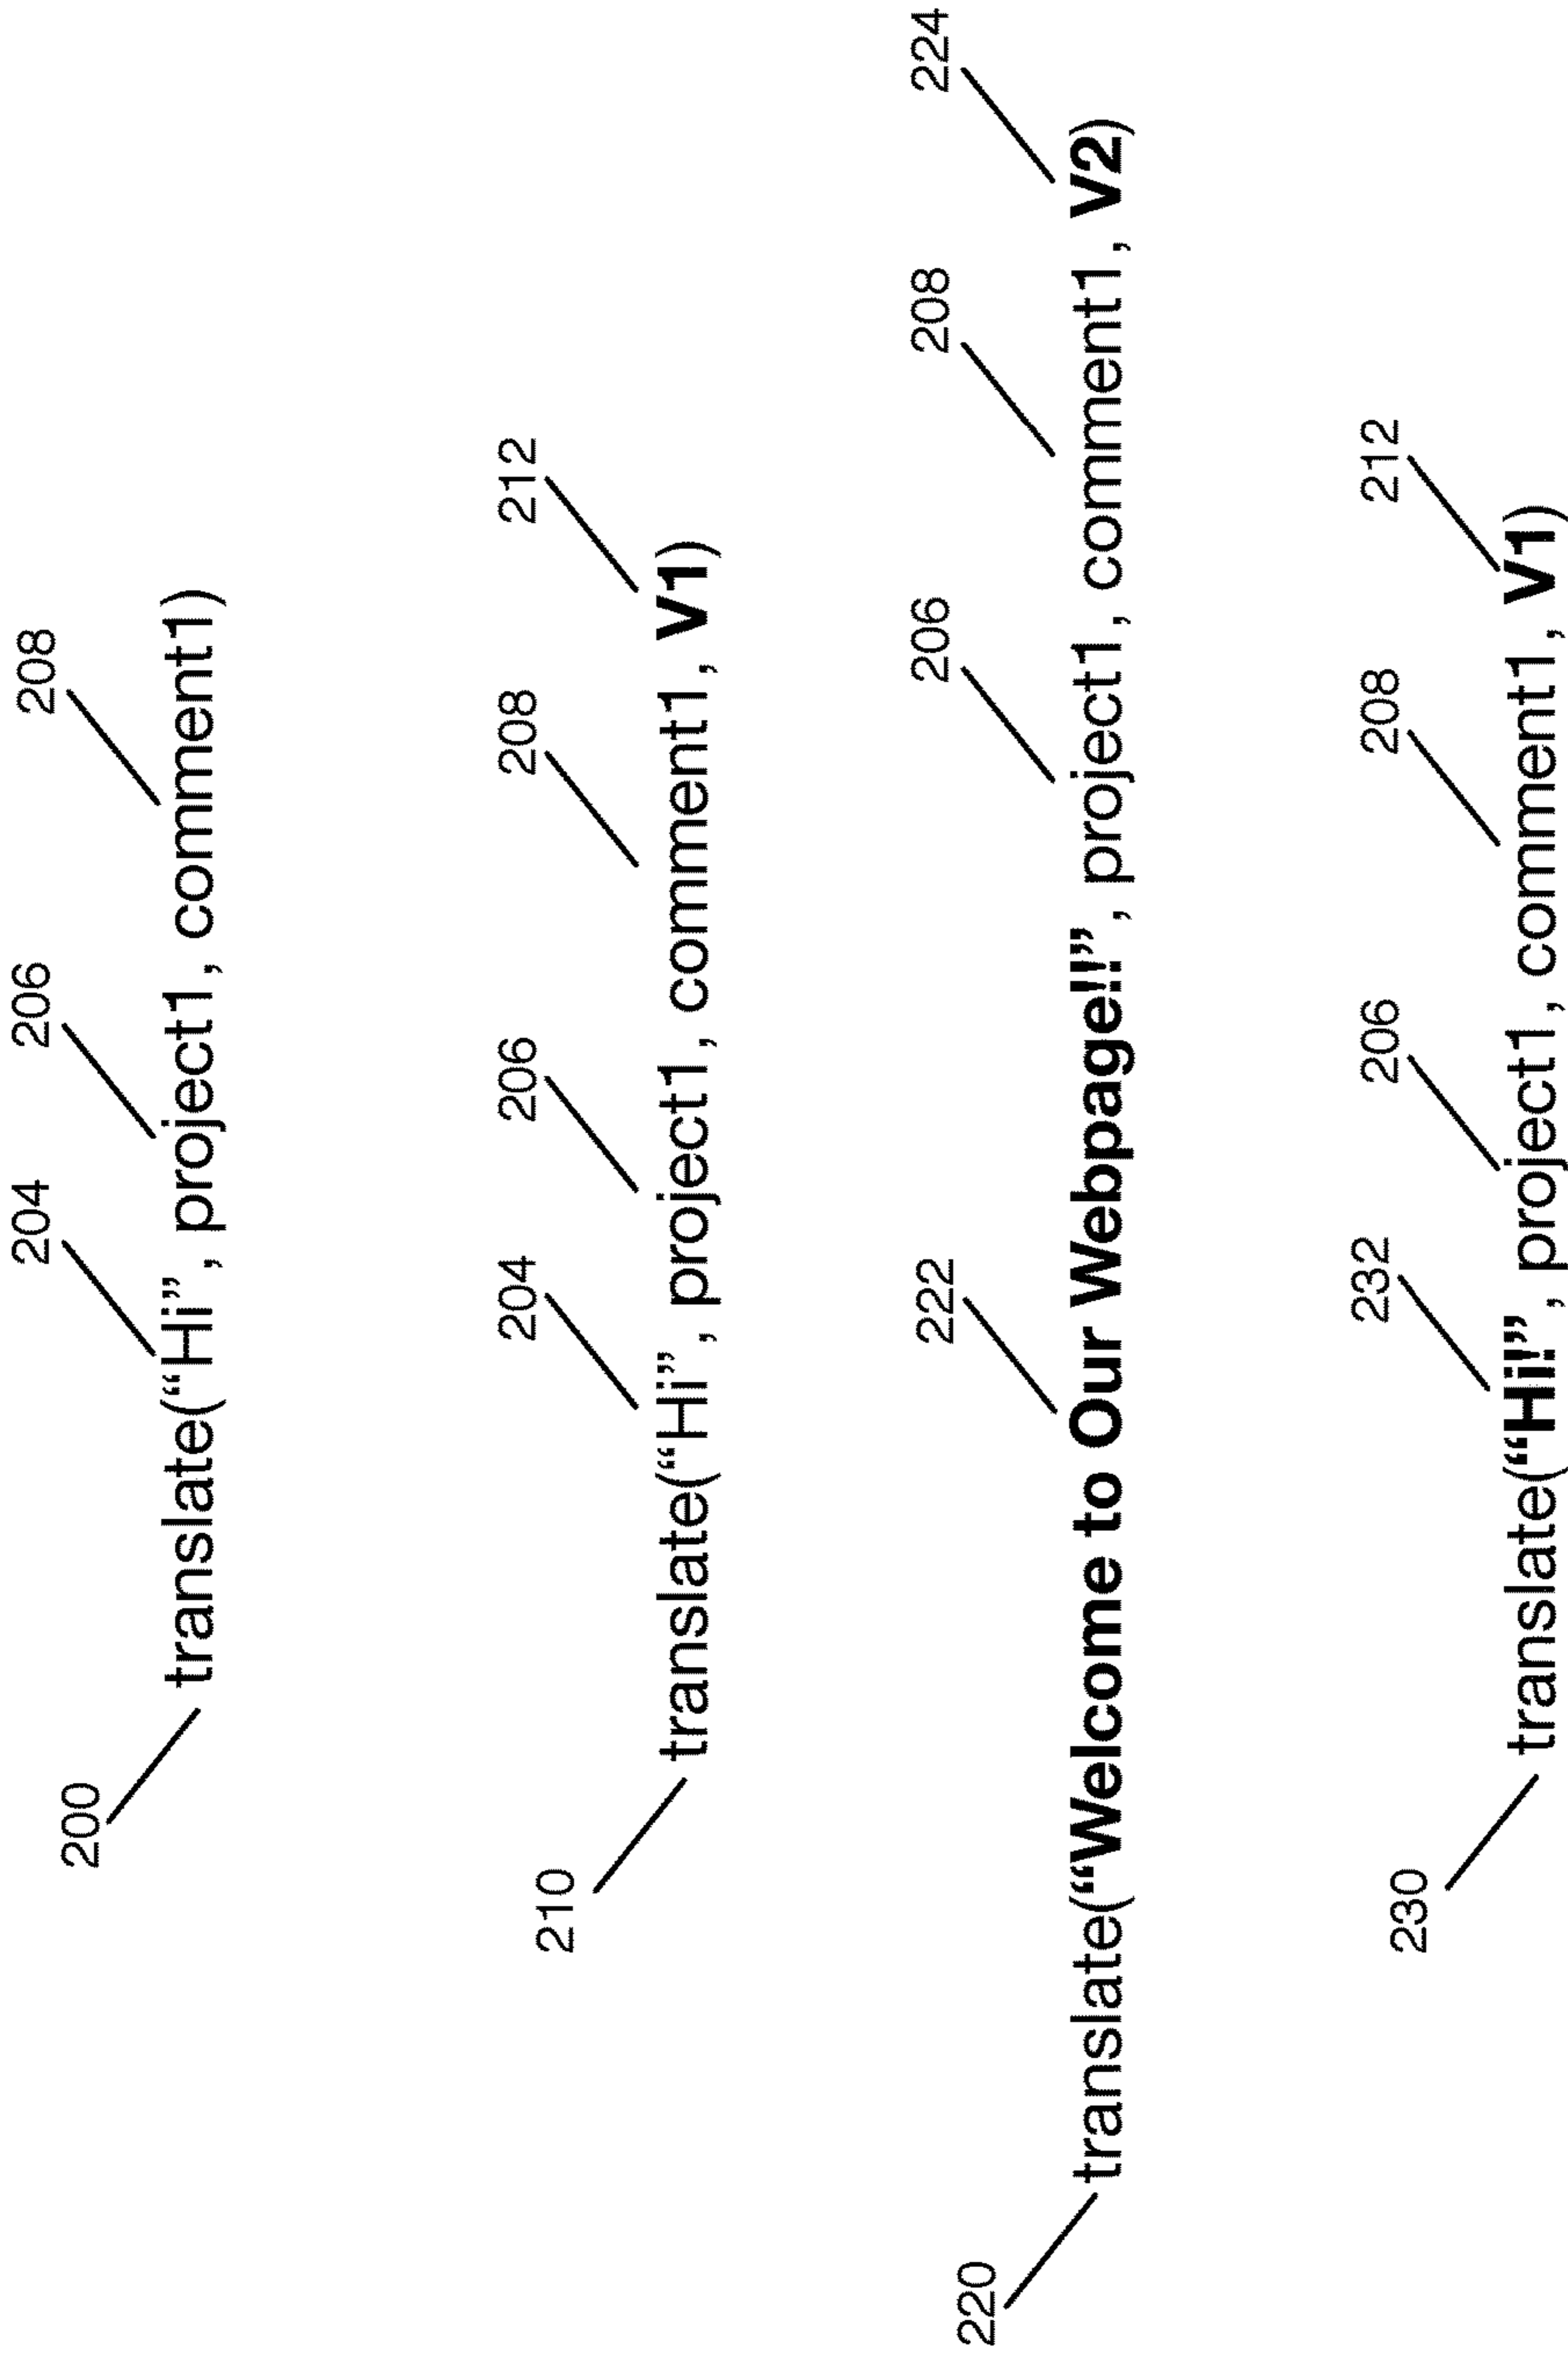 204 206 208
200 translate(“Hi”, project1, comment1)
204 206 208 212
210 translate(“Hi”, project1, comment1, V1)
222 206 208 224
220 translate(“Welcome to Our Webpage!!”, project1, comment1, V2)
232 206 208 212
230 translate(“Hi!”, project1, comment1, V1)